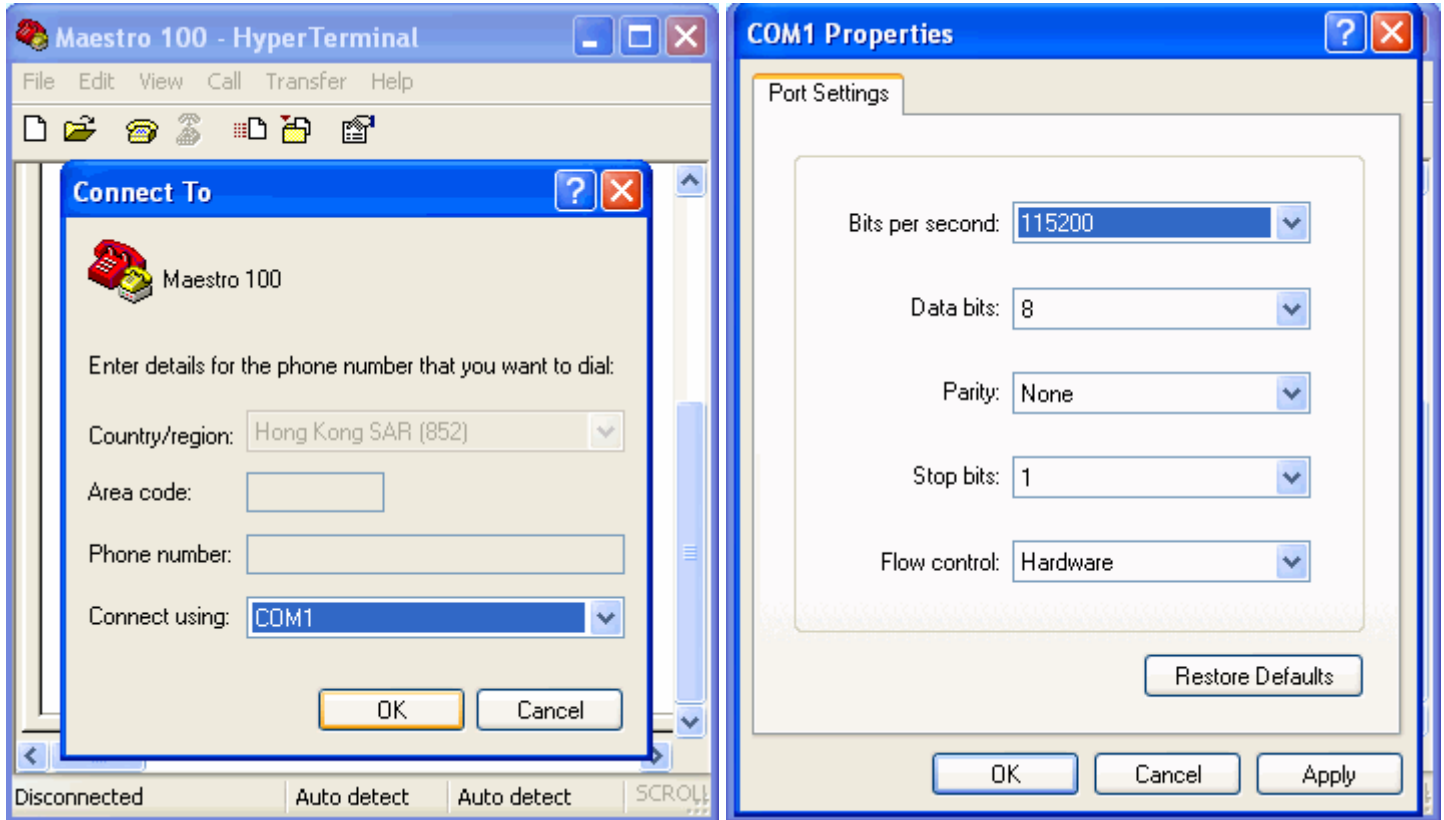 Maestro 100 - HyperTerminal
File Edit View Call Transfer Help
Connect To
Maestro 100
Enter details for the phone number that you want to dial:
Country/region: Hong Kong SAR (852)
Area code:
Phone number:
Connect using: COM1
OK Cancel
Disconnected Auto detect Auto detect SCROLL
COM1 Properties
Port Settings
Bits per second: 115200
Data bits: 8
Parity: None
Stop bits: 1
Flow control: Hardware
Restore Defaults
OK Cancel Apply